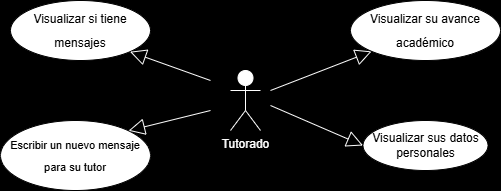 Visualizar si tiene
mensajes
Visualizar su avance
académico
Tutorado
Escribir un nuevo mensaje
para su tutor
Visualizar sus datos
personales